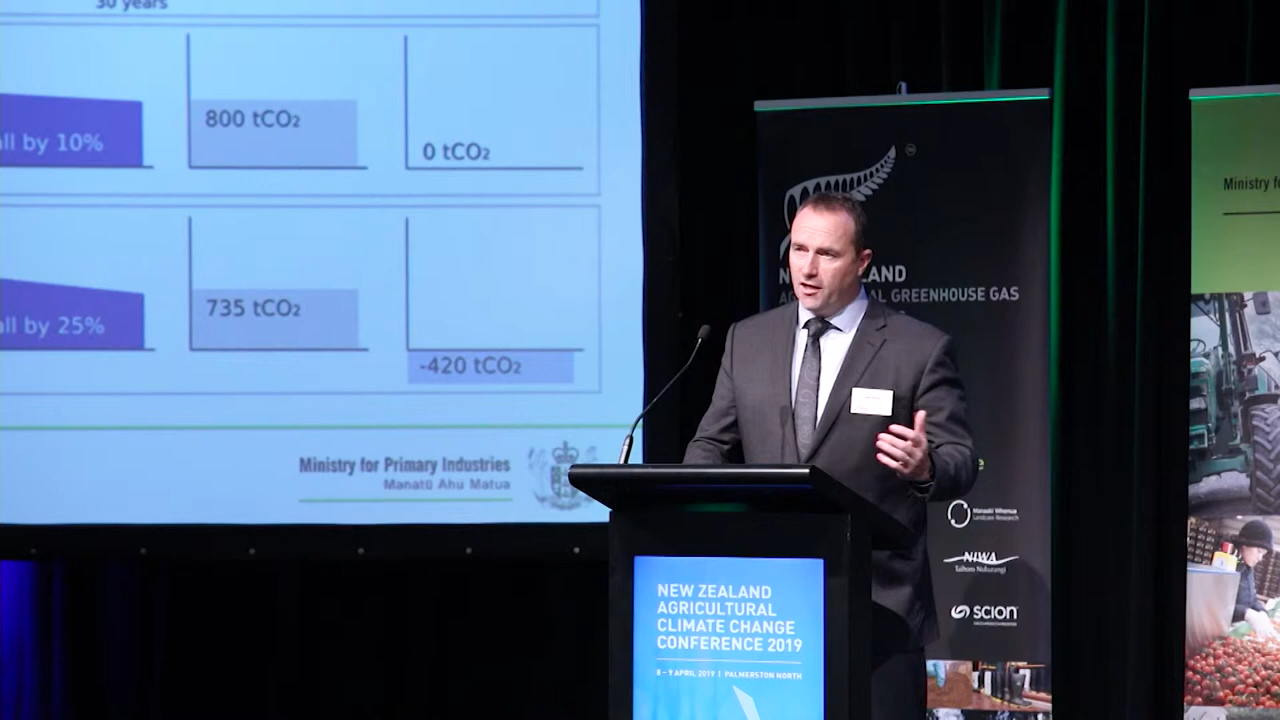 30 years
all by 10%
800 tCO₂
0 tCO₂
all by 25%
735 tCO₂
-420 tCO₂
Ministry for Primary Industries
Manatū Ahu Matua
LAND
AL GREENHOUSE GAS
Manaaki Whenua
Landcare Research
NIWA
Taihoro Nukurangi
SCION
Ministry
NEW ZEALAND
AGRICULTURAL
CLIMATE CHANGE
CONFERENCE 2019
8 – 9 APRIL 2019 | PALMERSTON NORTH